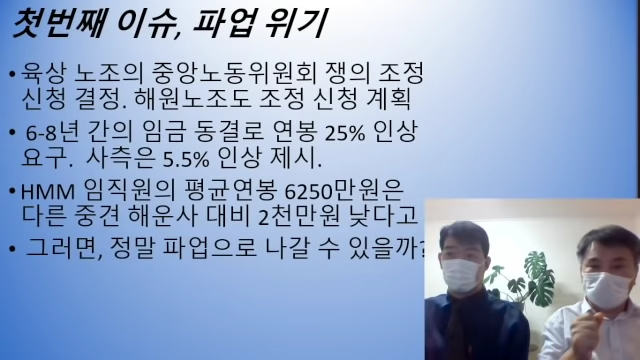 첫번째 이슈, 파업 위기
• 육상 노조의 중앙노동위원회 쟁의 조정
신청 결정. 해원노조도 조정 신청 계획
• 6-8년 간의 임금 동결로 연봉 25% 인상
요구. 사측은 5.5% 인상 제시.
• HMM 임직원의 평균연봉 6250만원은
다른 중견 해운사 대비 2천만원 낮다고
• 그러면, 정말 파업으로 나갈 수 있을까?